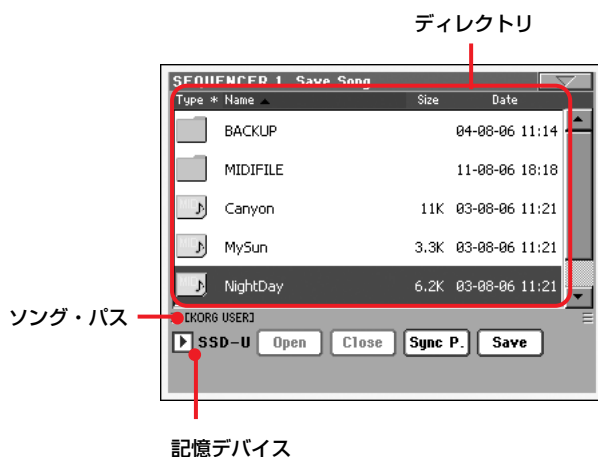 ディレクトリ
SEQUENCER 1 Save Song
Type * Name Size Date
BACKUP 04-08-06 11:14
MIDIFILE 11-08-06 18:18
Canyon 11K 03-08-06 11:21
MySun 3.3K 03-08-06 11:21
NightDay 6.2K 03-08-06 11:21
ソング・パス
[KORG USER]
SSD-U Open Close Sync P. Save
記憶デバイス